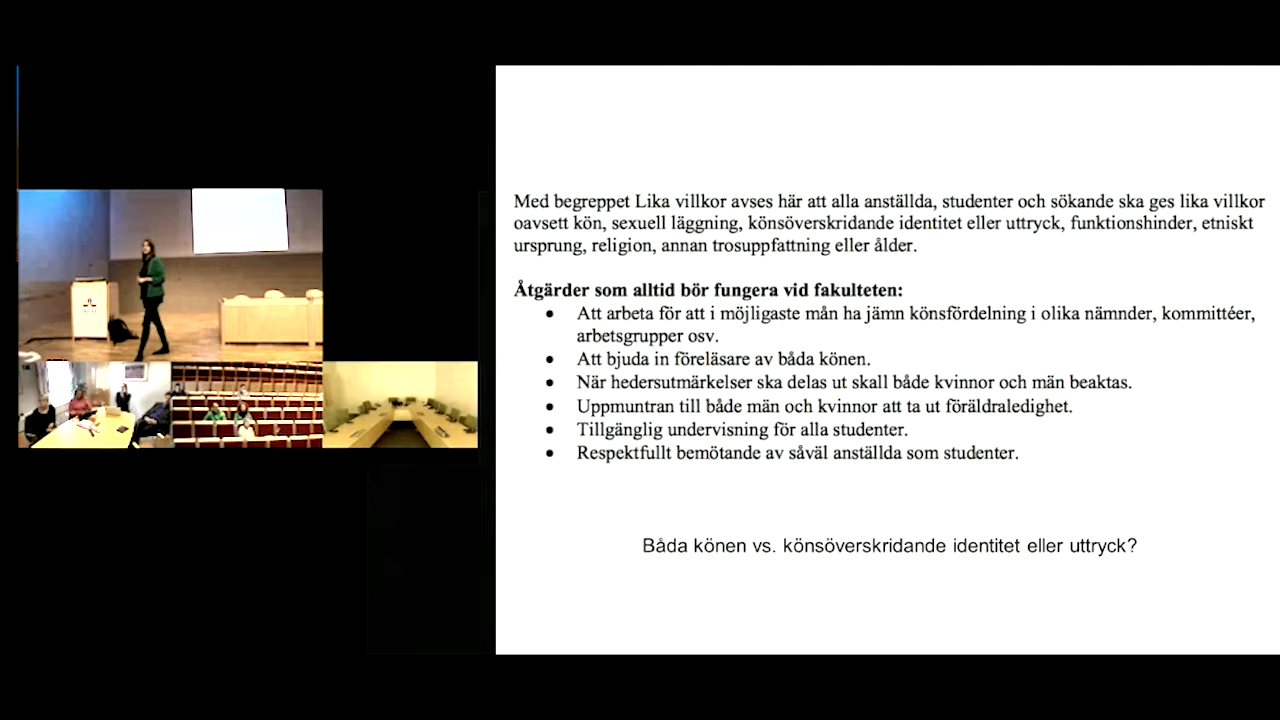 Med begreppet Lika villkor avses här att alla anställda, studenter och sökande ska ges lika villkor
oavsett kön, sexuell läggning, könsöverskridande identitet eller uttryck, funktionshinder, etniskt
ursprung, religion, annan trosuppfattning eller ålder.
Åtgärder som alltid bör fungera vid fakulteten:
• Att arbeta för att i möjligaste mån ha jämn könsfördelning i olika nämnder, kommittéer,
arbetsgrupper osv.
• Att bjuda in föreläsare av båda könen.
• När hedersutmärkelser ska delas ut skall både kvinnor och män beaktas.
• Uppmuntran till både män och kvinnor att ta ut föräldraledighet.
• Tillgänglig undervisning för alla studenter.
• Respektfullt bemötande av såväl anställda som studenter.
Båda könen vs. könsöverskridande identitet eller uttryck?